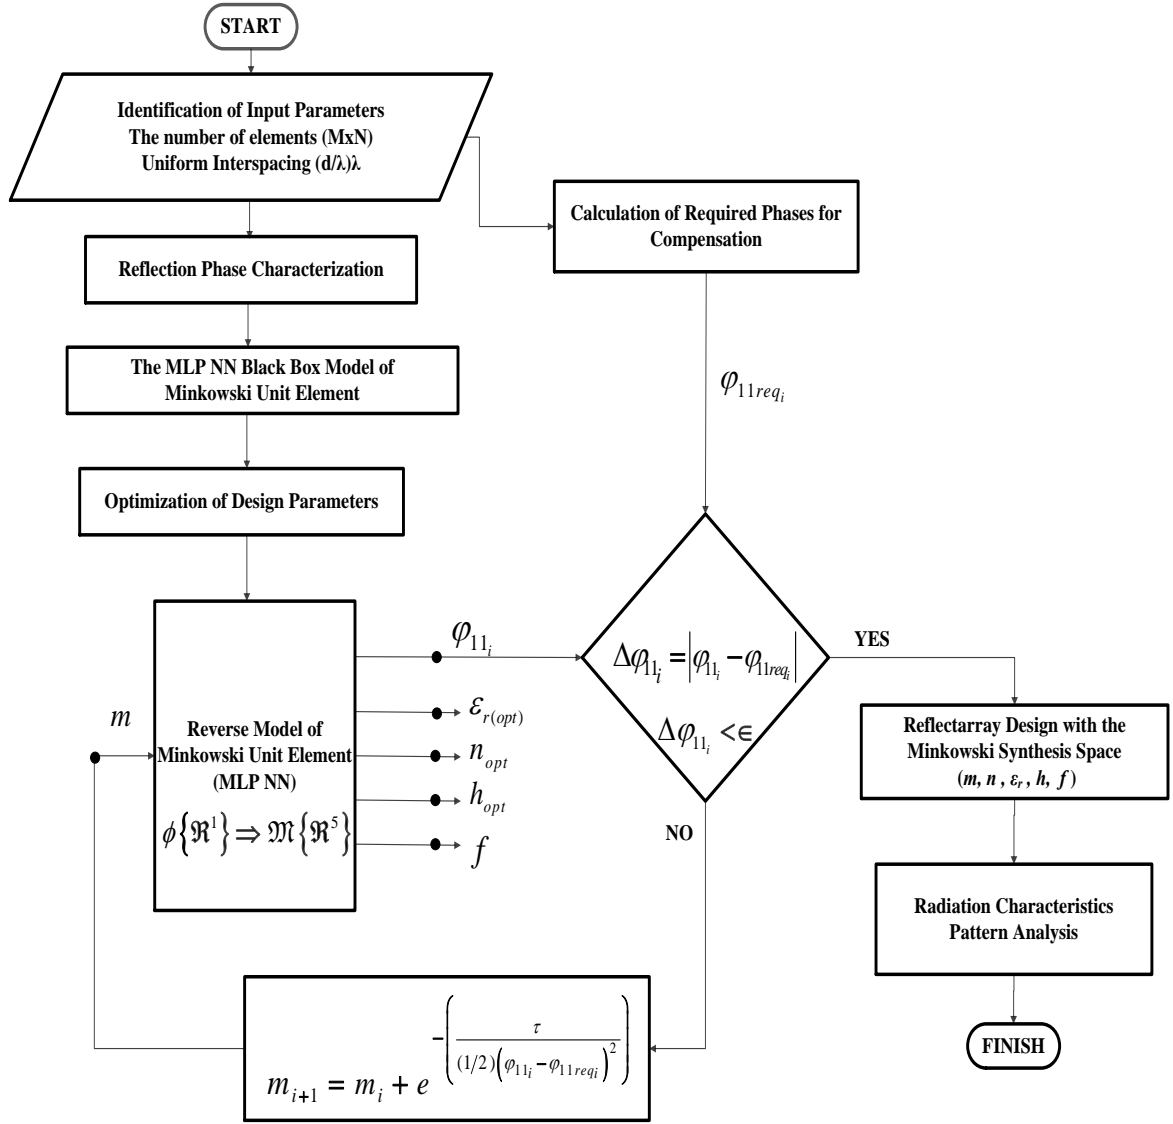 START
Identification of Input Parameters
The number of elements (MxN)
Uniform Interspacing (d/λ)λ
Calculation of Required Phases for
Compensation
Reflection Phase Characterization
The MLP NN Black Box Model of
Minkowski Unit Element
φ11reqᵢ
Optimization of Design Parameters
φ11ᵢ
εr(opt)
nopt
hopt
f
m
Reverse Model of
Minkowski Unit Element
(MLP NN)
ϕ{ℜ¹}⇒𝔐{ℜ⁵}
Δφ11ᵢ=|φ11ᵢ−φ11reqᵢ|
Δφ11ᵢ<∈
YES
NO
Reflectarray Design with the
Minkowski Synthesis Space
(m, n , εr , h, f )
Radiation Characteristics
Pattern Analysis
FINISH
mᵢ₊₁ = mᵢ + e^−(τ/((1/2)(φ11ᵢ−φ11reqᵢ)²))